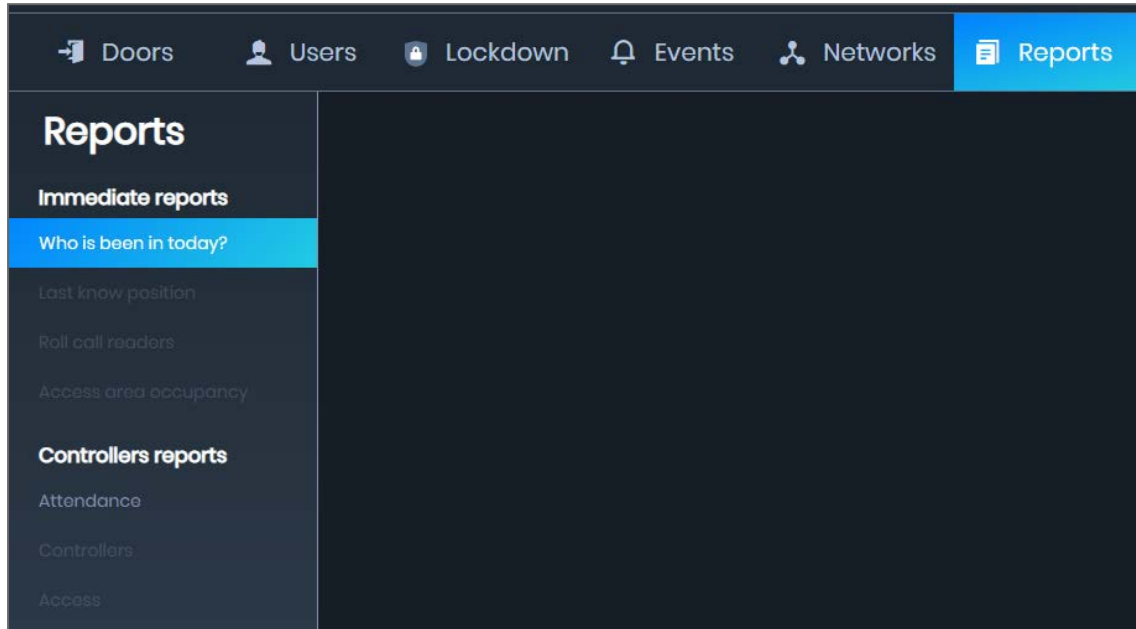 Doors Users Lockdown Events Networks Reports
Reports
Immediate reports
Who is been in today?
Last know position
Roll call readers
Access area occupancy
Controllers reports
Attendance
Controllers
Access